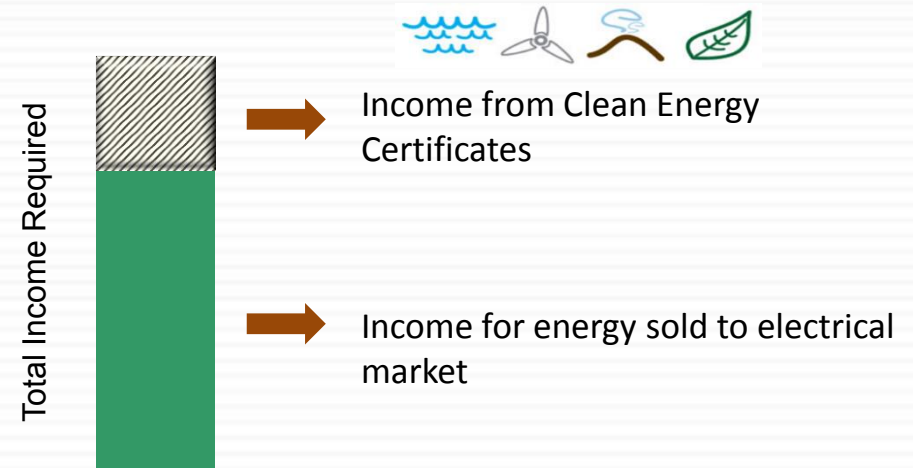 Total Income Required
Income from Clean Energy
Certificates
Income for energy sold to electrical
market